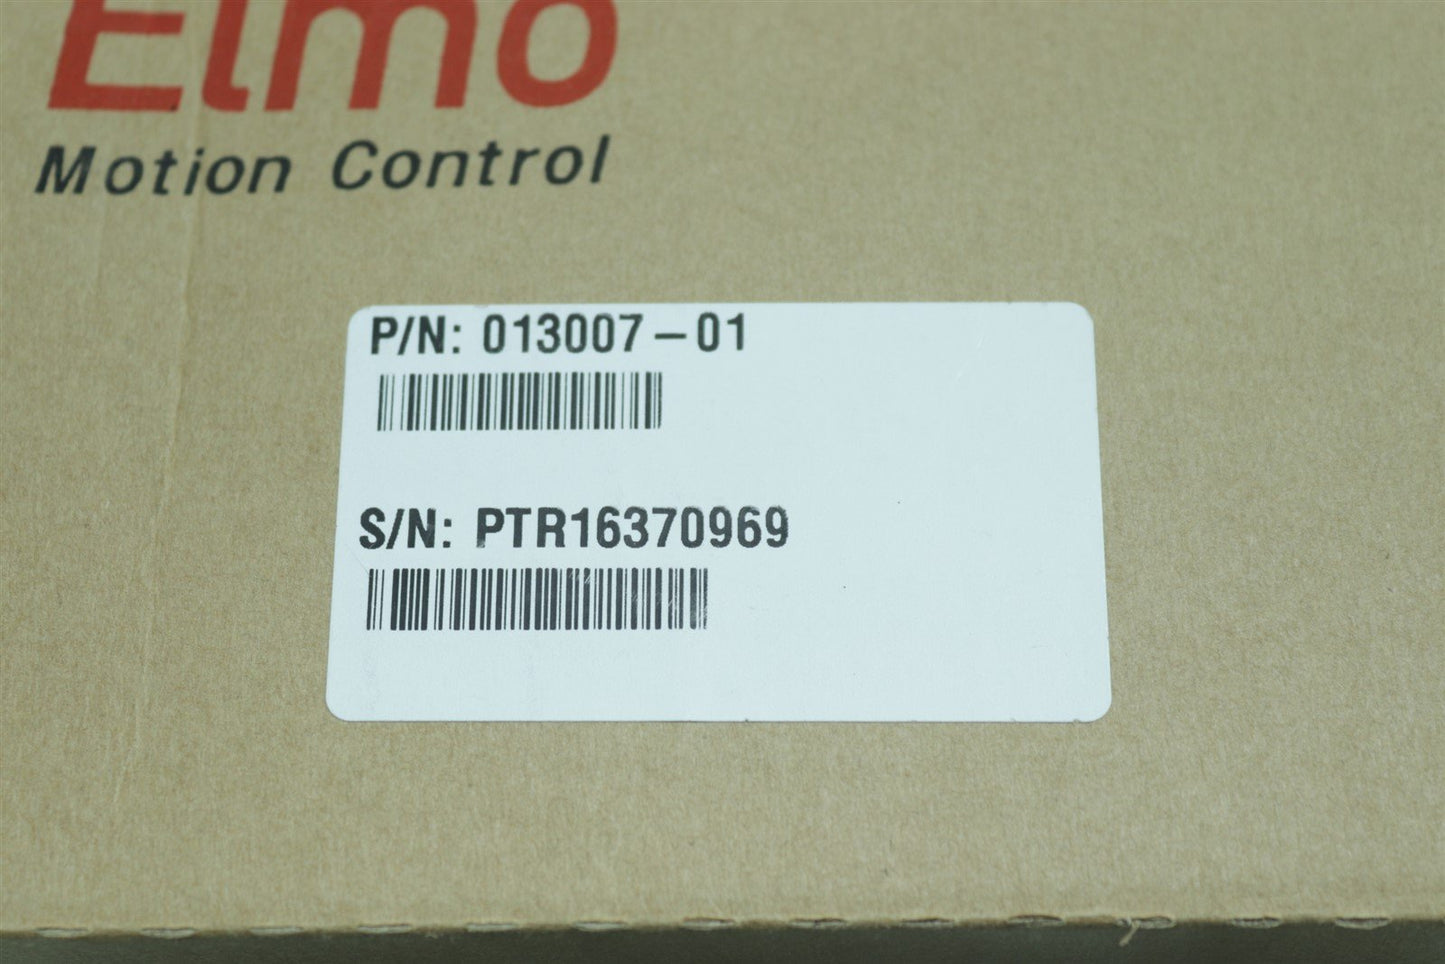 Elmo
Motion Control
P/N: 013007-01
S/N: PTR16370969